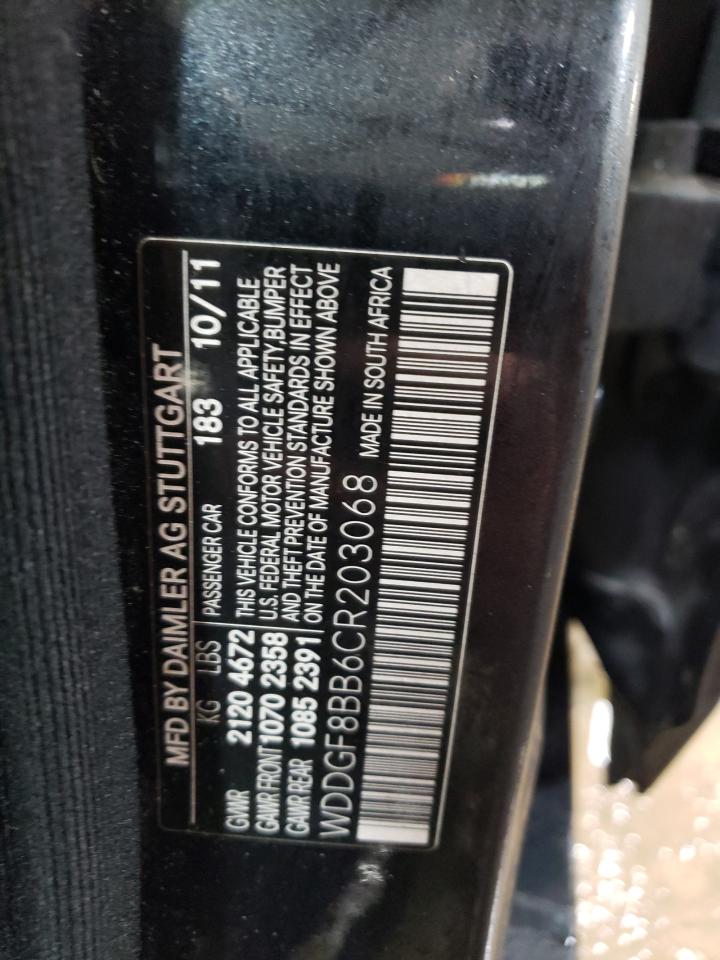 MFD BY DAIMLER AG STUTTGART
KG LBS PASSENGER CAR 183 10/11
GWR 2120 4672 THIS VEHICLE CONFORMS TO ALL APPLICABLE
GAWR FRONT 1070 2358 U.S. FEDERAL MOTOR VEHICLE SAFETY,BUMPER
GAWR REAR 1085 2391 AND THEFT PREVENTION STANDARDS IN EFFECT
ON THE DATE OF MANUFACTURE SHOWN ABOVE
WDDGF8BB6CR203068 MADE IN SOUTH AFRICA